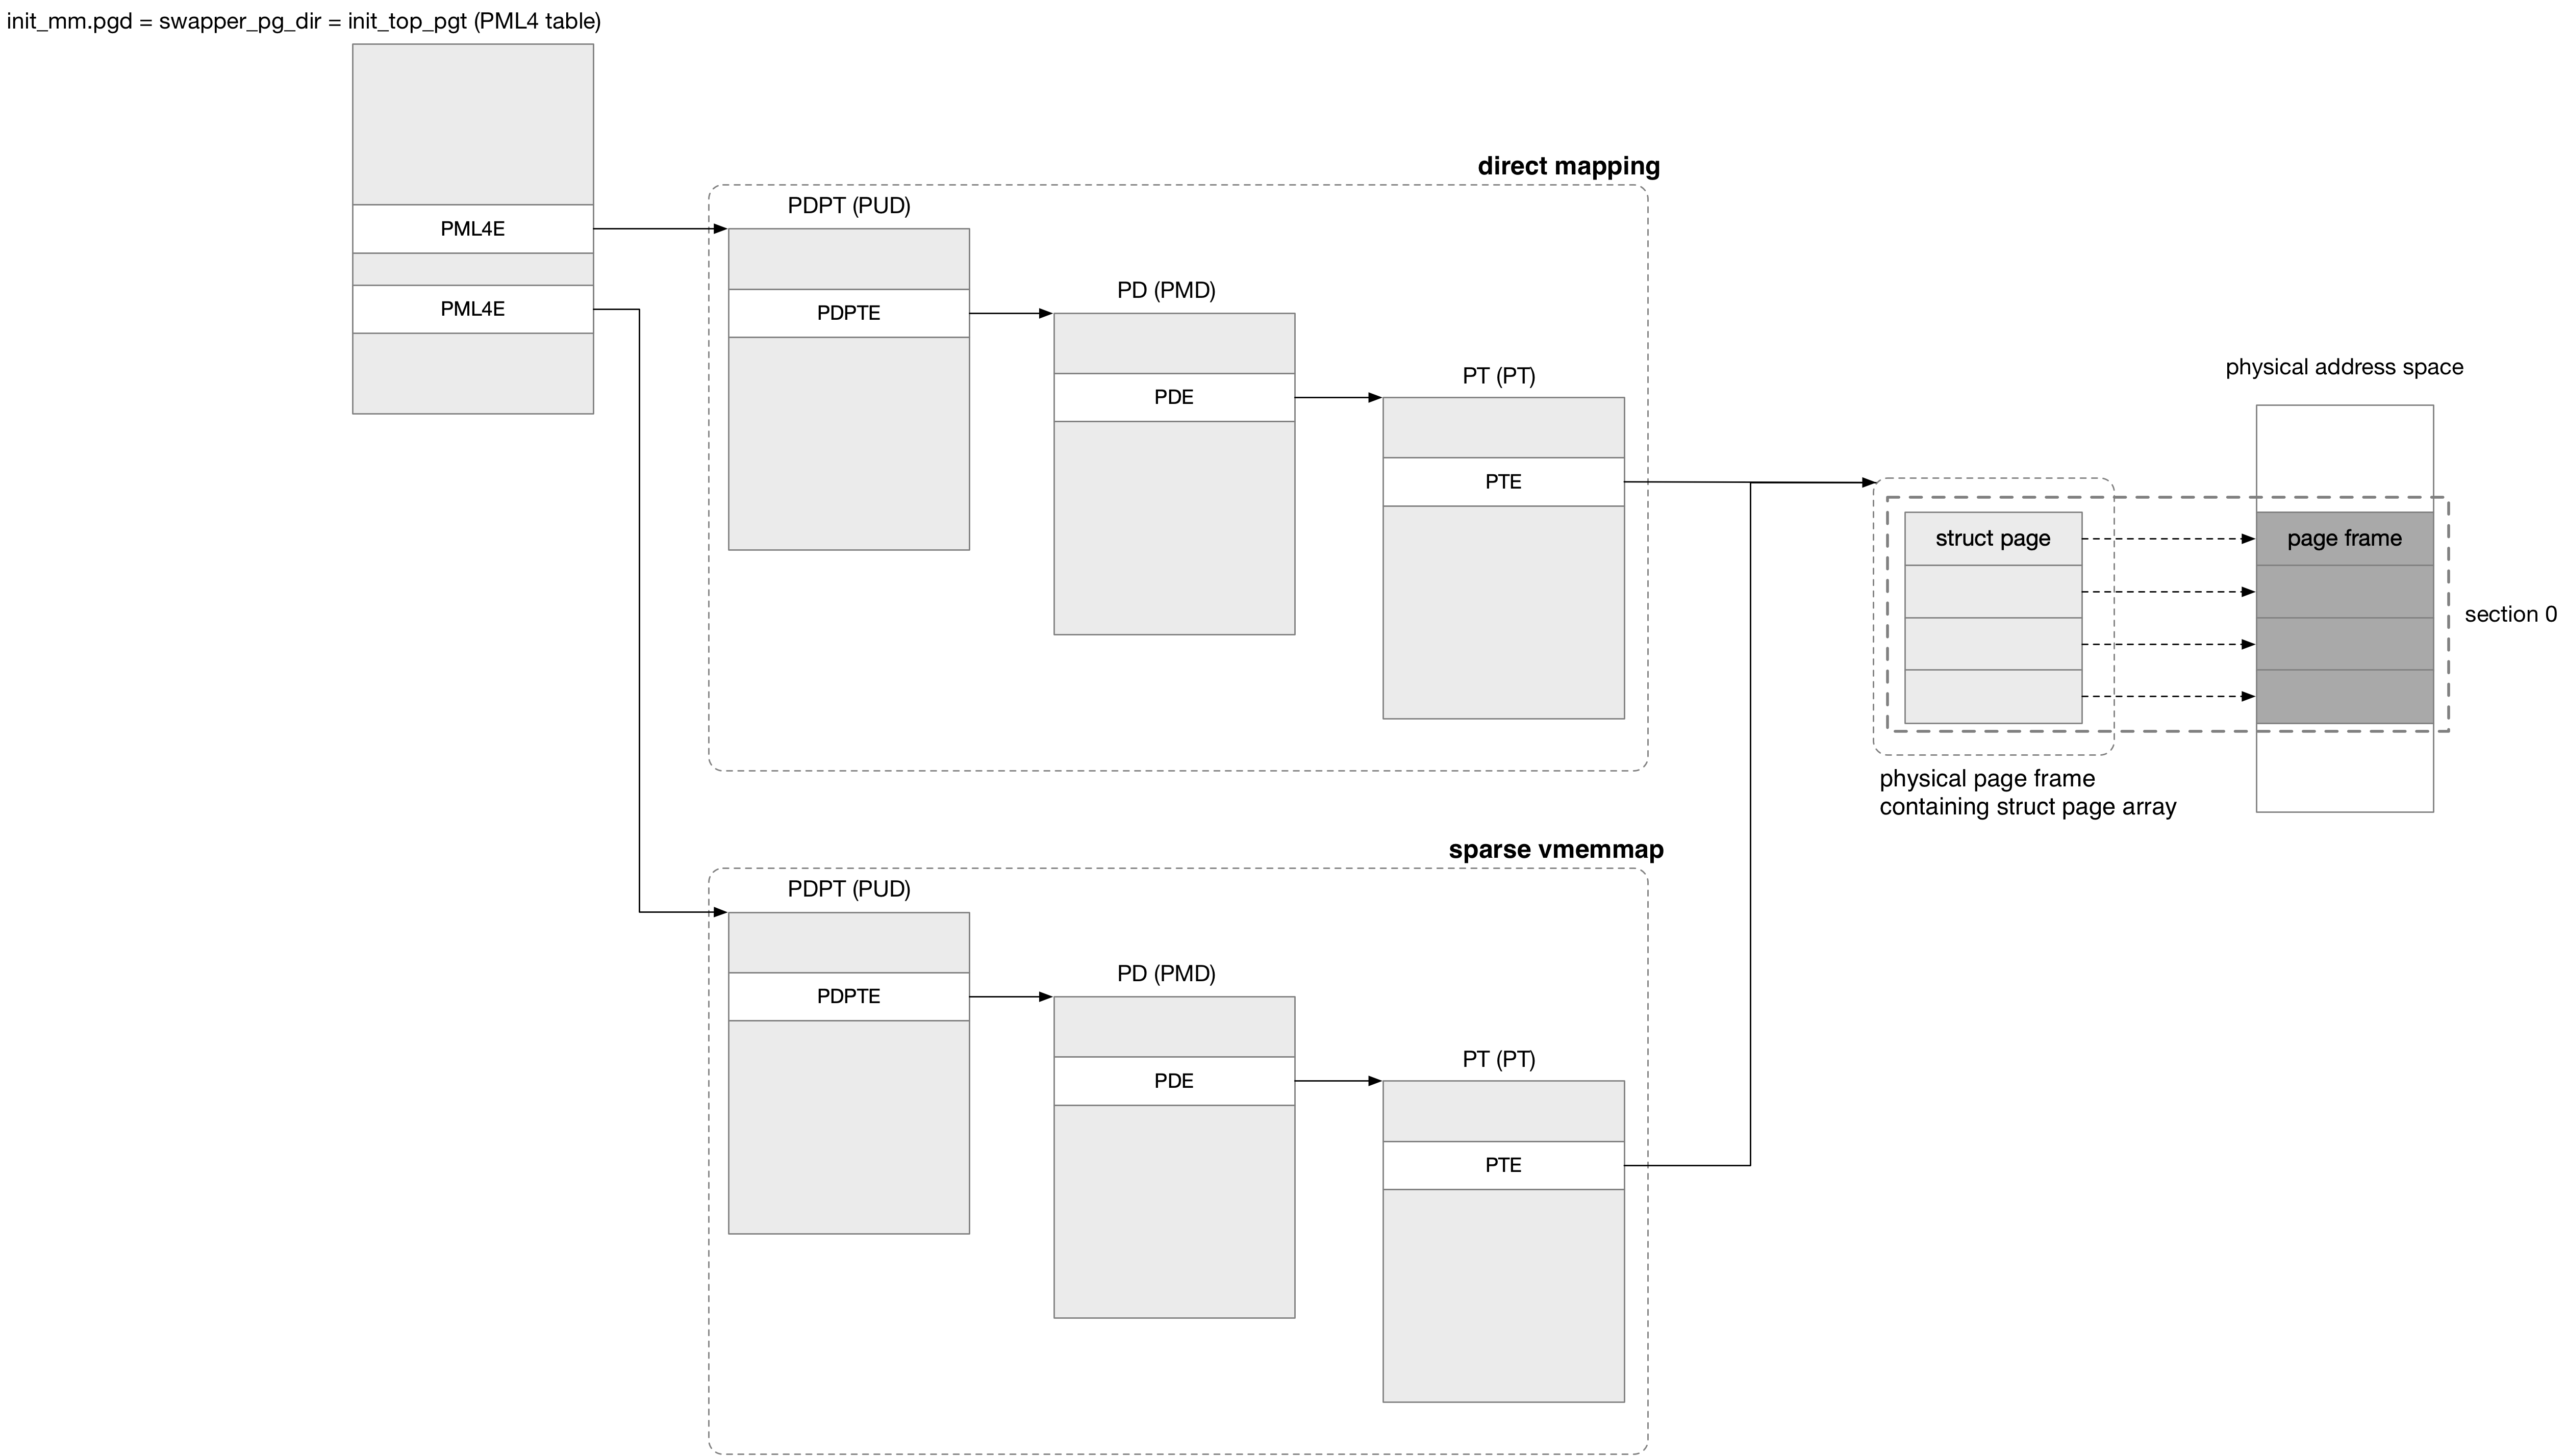 init_mm.pgd = swapper_pg_dir = init_top_pgt (PML4 table)
PML4E
PML4E
direct mapping
PDPT (PUD)
PDPTE
PD (PMD)
PDE
PT (PT)
PTE
physical address space
struct page
page frame
section 0
physical page frame
containing struct page array
sparse vmemmap
PDPT (PUD)
PDPTE
PD (PMD)
PDE
PT (PT)
PTE